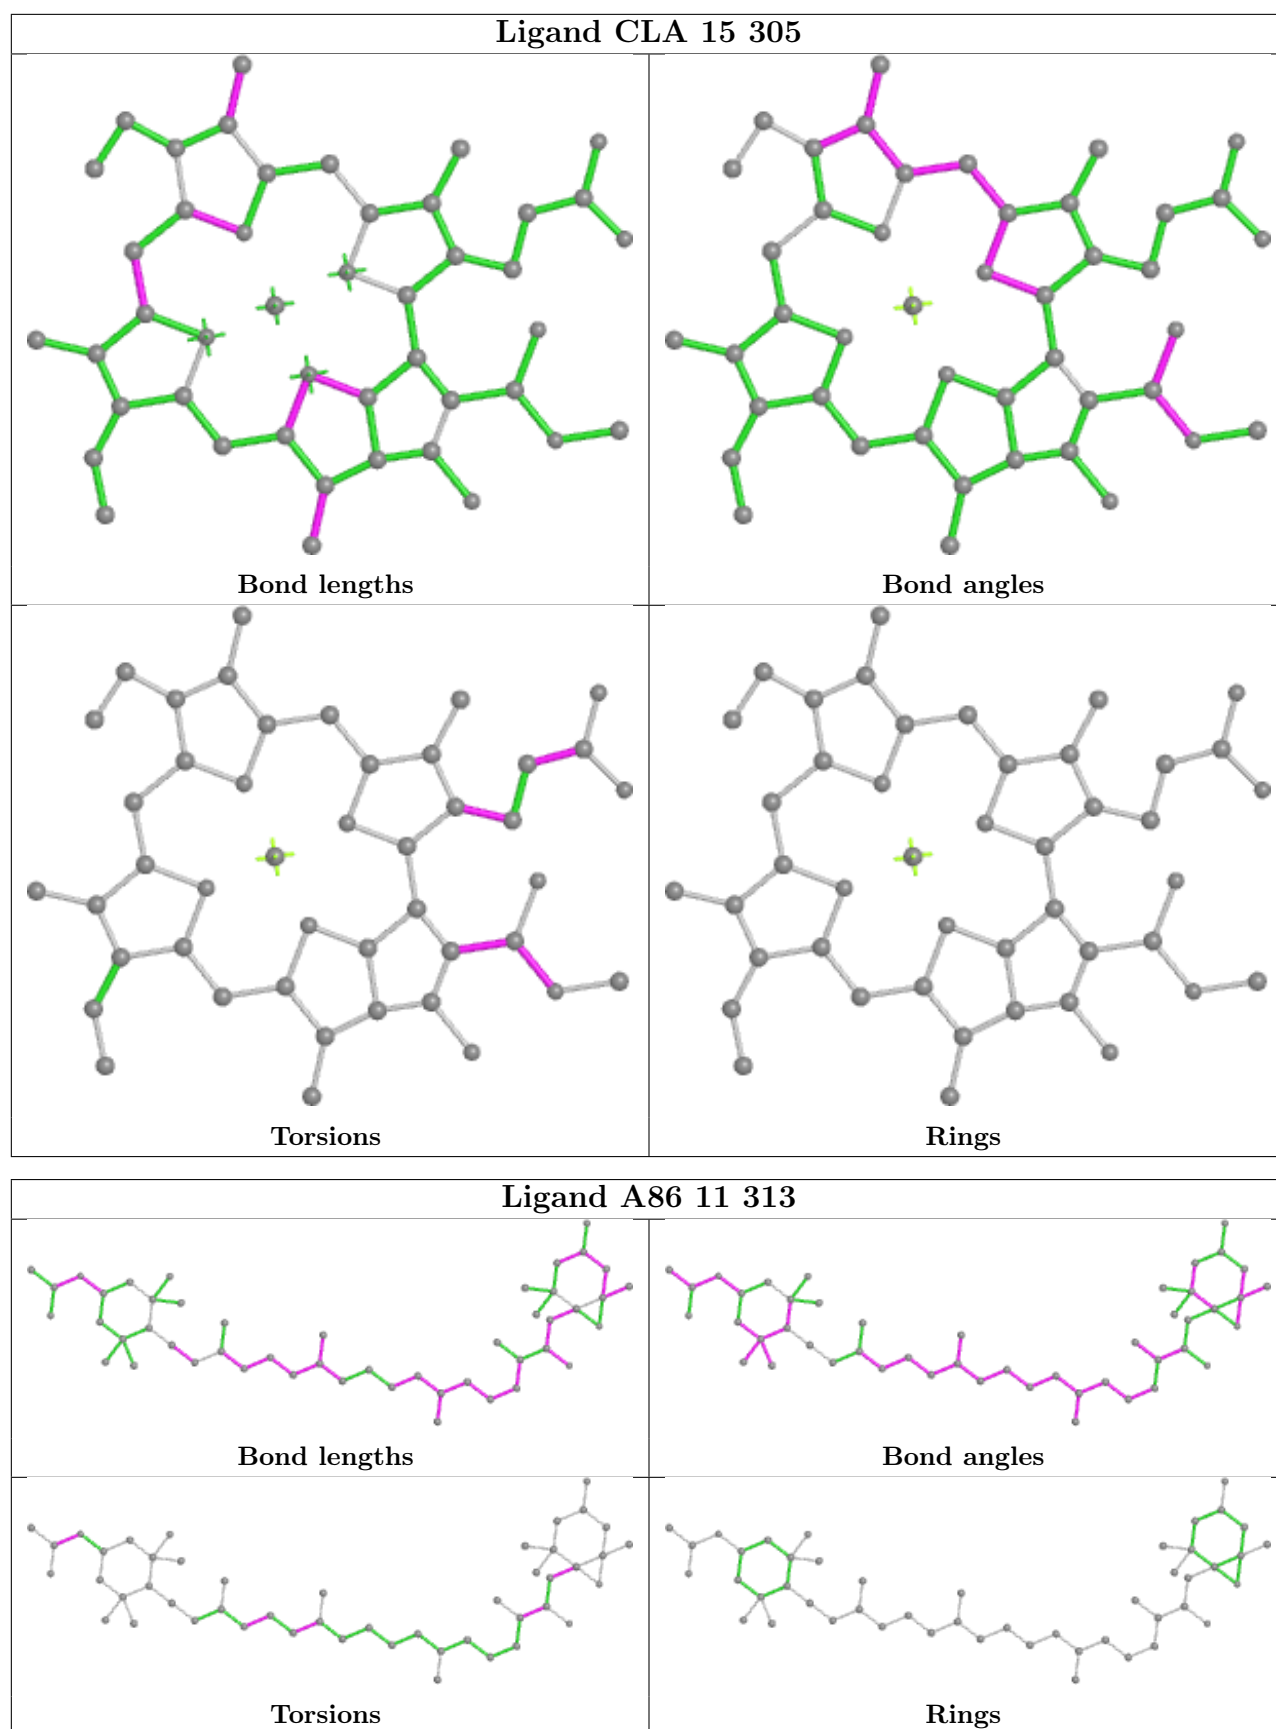 Ligand CLA 15 305
Bond lengths
Bond angles
Torsions
Rings
Ligand A86 11 313
Bond lengths
Bond angles
Torsions
Rings